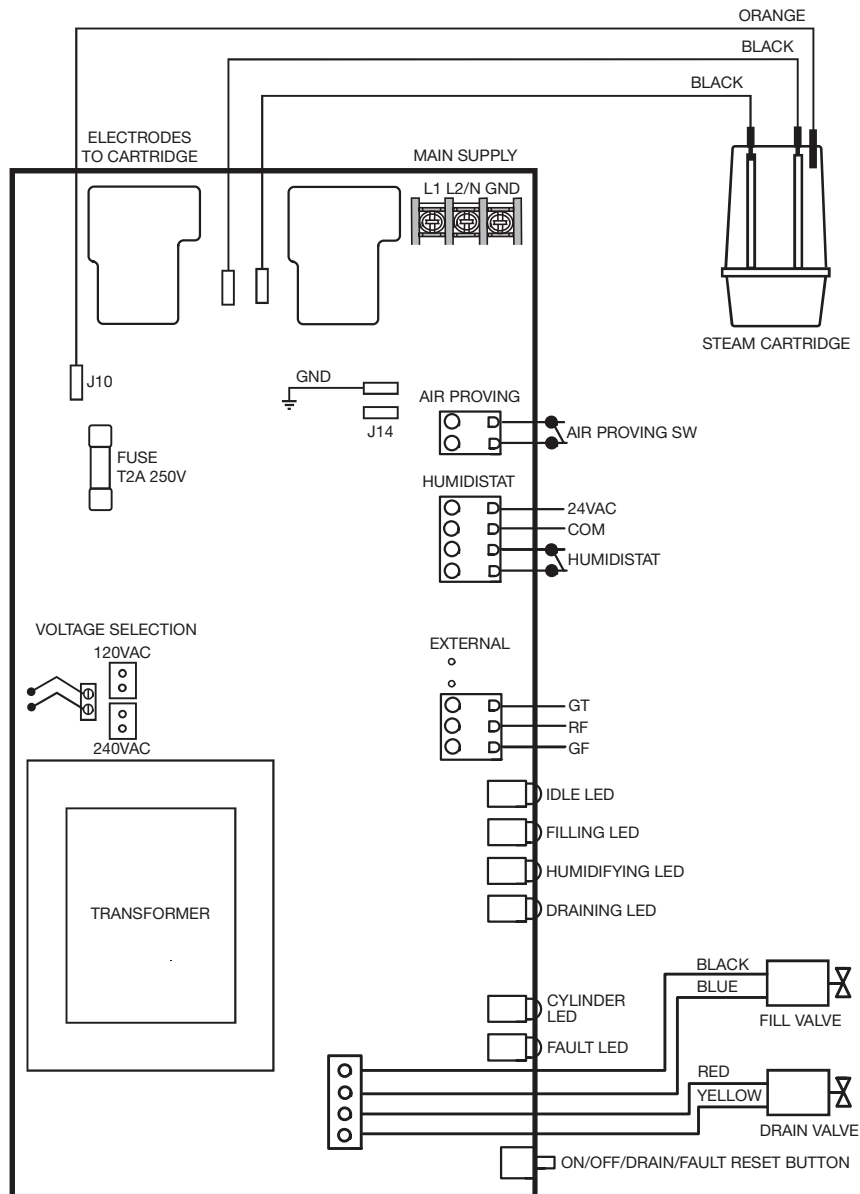 ORANGE
BLACK
BLACK
ELECTRODES
TO CARTRIDGE
MAIN SUPPLY
L1 L2/N GND
STEAM CARTRIDGE
J10
GND
J14
AIR PROVING
AIR PROVING SW
FUSE
T2A 250V
HUMIDISTAT
24VAC
COM
HUMIDISTAT
VOLTAGE SELECTION
120VAC
240VAC
EXTERNAL
GT
RF
GF
IDLE LED
FILLING LED
HUMIDIFYING LED
DRAINING LED
TRANSFORMER
CYLINDER
LED
FAULT LED
BLACK
BLUE
FILL VALVE
RED
YELLOW
DRAIN VALVE
ON/OFF/DRAIN/FAULT RESET BUTTON